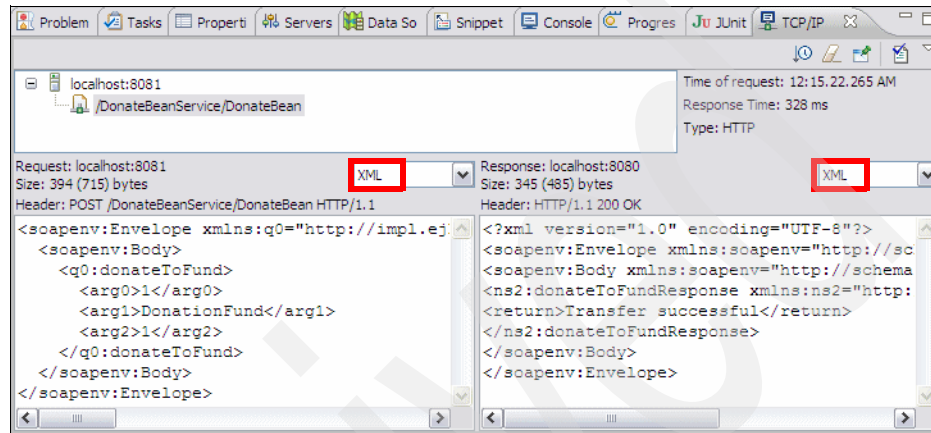 Problem Tasks Properti Servers Data So Snippet Console Progres JUnit TCP/IP
localhost:8081
/DonateBeanService/DonateBean
Time of request: 12:15.22.265 AM
Response Time: 328 ms
Type: HTTP
Request: localhost:8081
Size: 394 (715) bytes
XML
Header: POST /DonateBeanService/DonateBean HTTP/1.1
<soapenv:Envelope xmlns:q0="http://impl.ej
<soapenv:Body>
<q0:donateToFund>
<arg0>1</arg0>
<arg1>DonationFund</arg1>
<arg2>1</arg2>
</q0:donateToFund>
</soapenv:Body>
</soapenv:Envelope>
Response: localhost:8080
Size: 345 (485) bytes
XML
Header: HTTP/1.1 200 OK
<?xml version="1.0" encoding="UTF-8"?>
<soapenv:Envelope xmlns:soapenv="http://sc
<soapenv:Body xmlns:soapenv="http://schema
<ns2:donateToFundResponse xmlns:ns2="http:
<return>Transfer successful</return>
</ns2:donateToFundResponse>
</soapenv:Body>
</soapenv:Envelope>